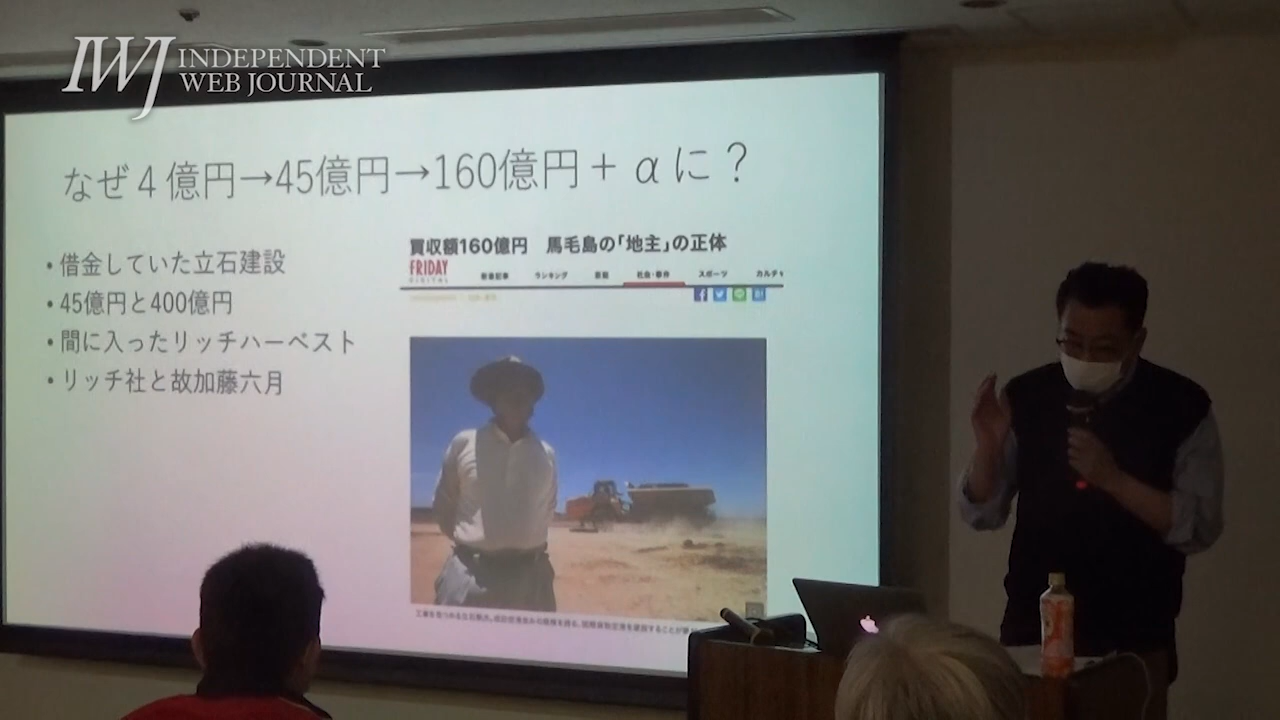 IWJ INDEPENDENT
WEB JOURNAL
なぜ４億円→45億円→160億円＋αに？
・借金していた立石建設
・45億円と400億円
・間に入ったリッチハーベスト
・リッチ社と故加藤六月
買収額160億円　馬毛島の「地主」の正体
FRIDAY
DIGITAL
新着記事 ランキング 芸能 社会・事件 スポーツ カルチャ